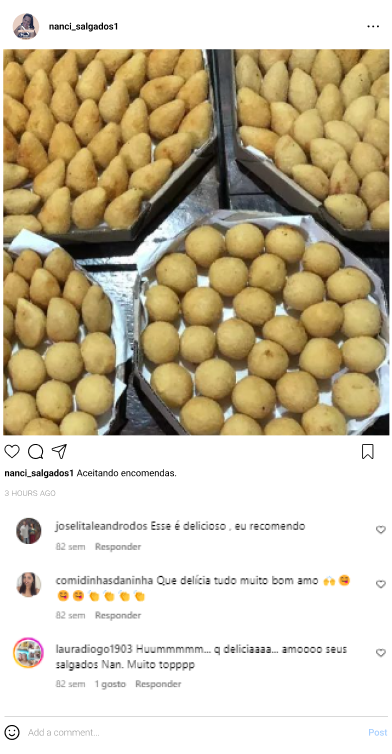 nanci_salgados1
nanci_salgados1 Aceitando encomendas.
3 HOURS AGO
joselitaleandrodos Esse é delicioso , eu recomendo
82 sem Responder
comidinhasdaninha Que delícia tudo muito bom amo 🙌🥰
🥰🥰👏👏👏👏
82 sem Responder
lauradiogo1903 Huummmmm... q deliciaaaa... amoooo seus
salgados Nan. Muito topppp
82 sem 1 gosto Responder
Add a comment... Post